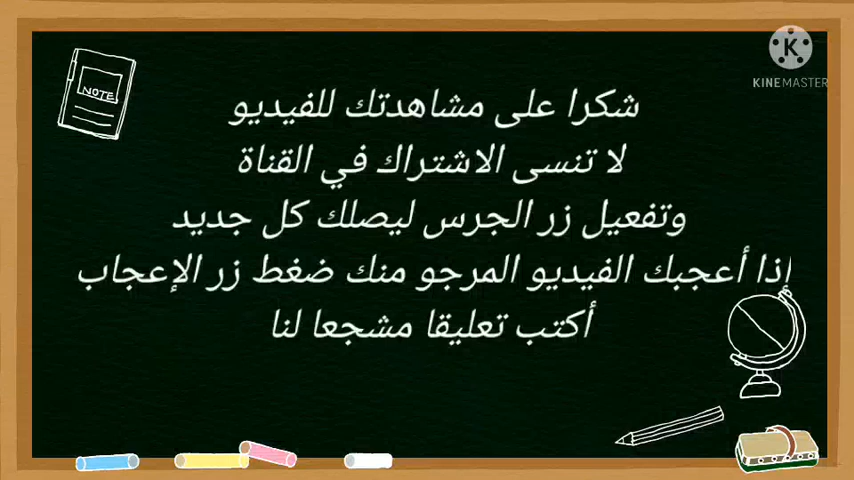 NOTE
KINEMASTER
شكرا على مشاهدتك للفيديو
لا تنسى الاشتراك في القناة
وتفعيل زر الجرس ليصلك كل جديد
إذا أعجبك الفيديو المرجو منك ضغط زر الإعجاب
أكتب تعليقا مشجعا لنا